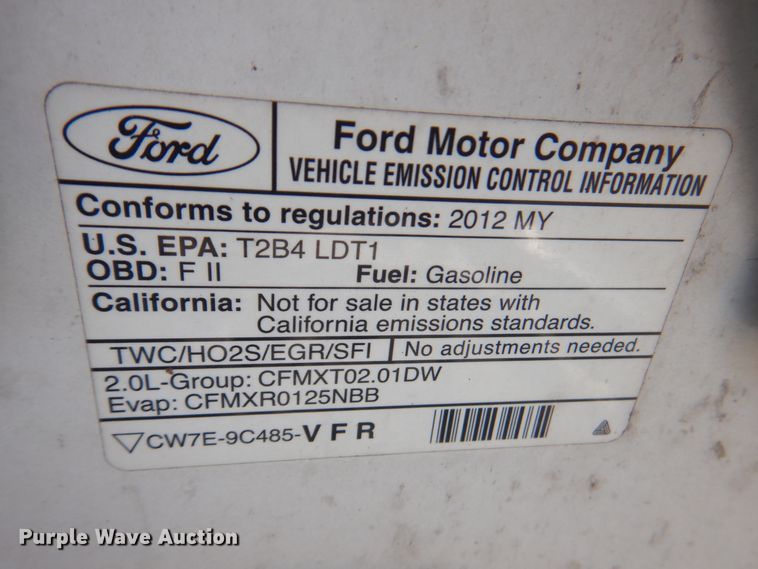 Ford
Ford Motor Company
VEHICLE EMISSION CONTROL INFORMATION
Conforms to regulations: 2012 MY
U.S. EPA: T2B4 LDT1
OBD: F II Fuel: Gasoline
California: Not for sale in states with
California emissions standards.
TWC/HO2S/EGR/SFI No adjustments needed.
2.0L-Group: CFMXT02.01DW
Evap: CFMXR0125NBB
CW7E-9C485-V F R
Purple Wave Auction